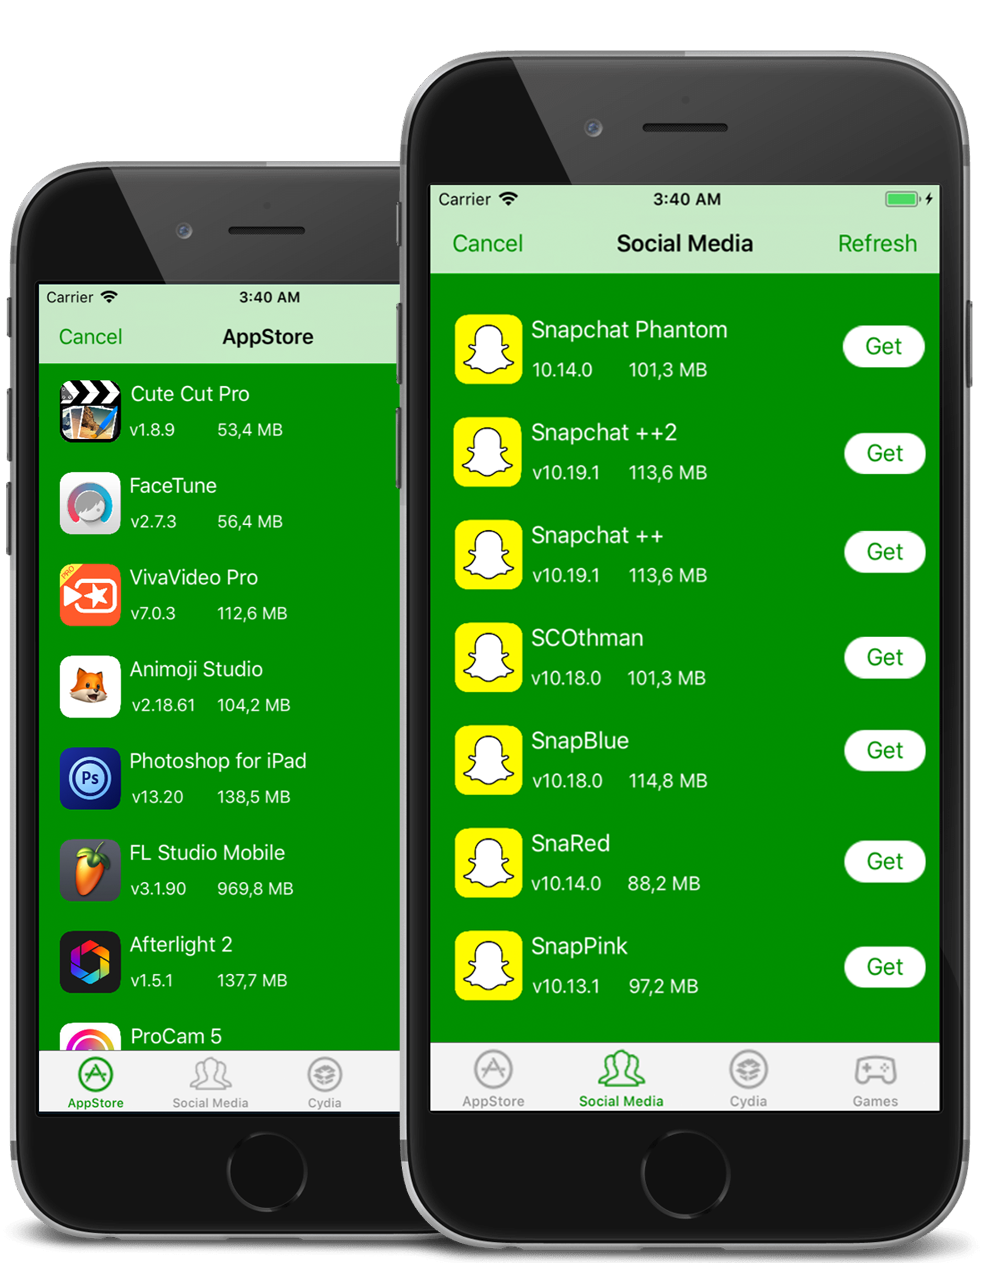 Carrier
3:40 AM
Cancel
AppStore
Cute Cut Pro
v1.8.9 53,4 MB
FaceTune
v2.7.3 56,4 MB
PRO
VivaVideo Pro
v7.0.3 112,6 MB
Animoji Studio
v2.18.61 104,2 MB
Ps
Photoshop for iPad
v13.20 138,5 MB
FL Studio Mobile
v3.1.90 969,8 MB
Afterlight 2
v1.5.1 137,7 MB
ProCam 5
AppStore Social Media Cydia
Carrier
3:40 AM
Cancel Social Media Refresh
Snapchat Phantom
10.14.0 101,3 MB
Get
Snapchat ++2
v10.19.1 113,6 MB
Get
Snapchat ++
v10.19.1 113,6 MB
Get
SCOthman
v10.18.0 101,3 MB
Get
SnapBlue
v10.18.0 114,8 MB
Get
SnaRed
v10.14.0 88,2 MB
Get
SnapPink
v10.13.1 97,2 MB
Get
AppStore Social Media Cydia Games